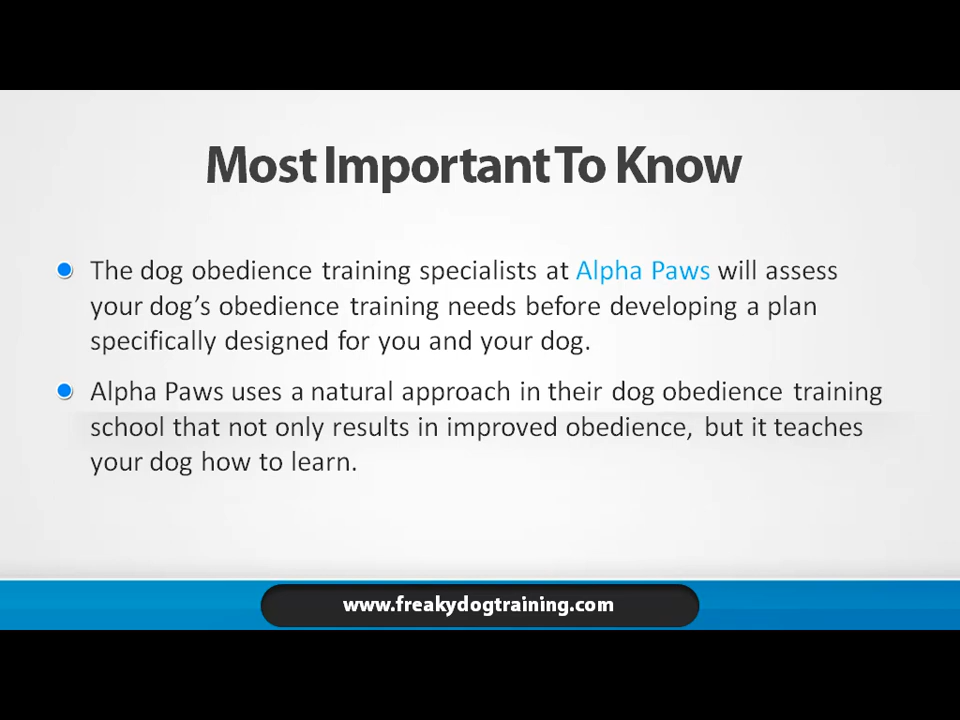 Most Important To Know
The dog obedience training specialists at Alpha Paws will assess
your dog’s obedience training needs before developing a plan
specifically designed for you and your dog.
Alpha Paws uses a natural approach in their dog obedience training
school that not only results in improved obedience, but it teaches
your dog how to learn.
www.freakydogtraining.com